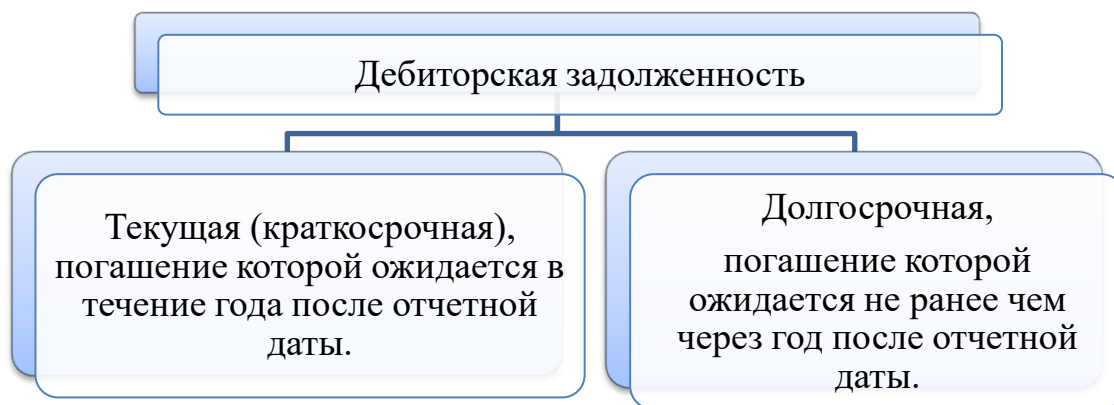 Дебиторская задолженность
Текущая (краткосрочная),
погашение которой ожидается в
течение года после отчетной
даты.
Долгосрочная,
погашение которой
ожидается не ранее чем
через год после отчетной
даты.